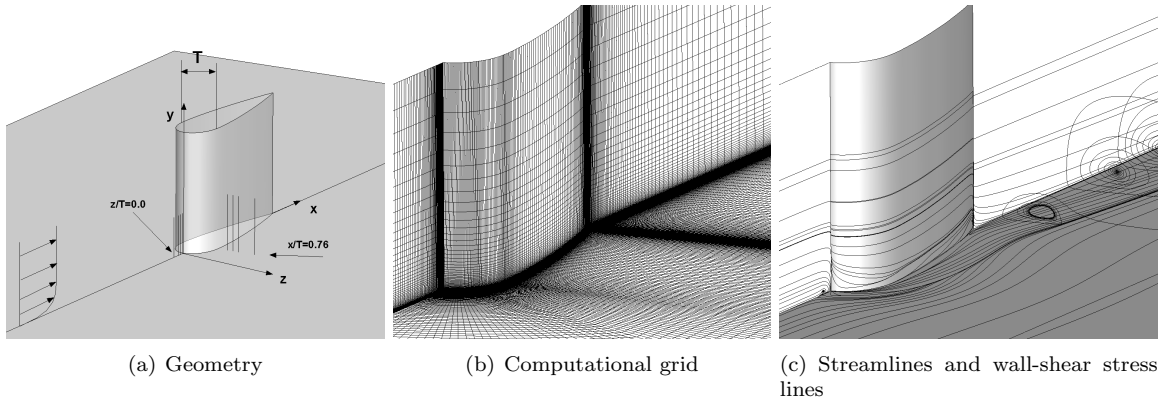 T
y
z/T=0.0
x
x/T=0.76
z
(a) Geometry
(b) Computational grid
(c) Streamlines and wall-shear stress
lines